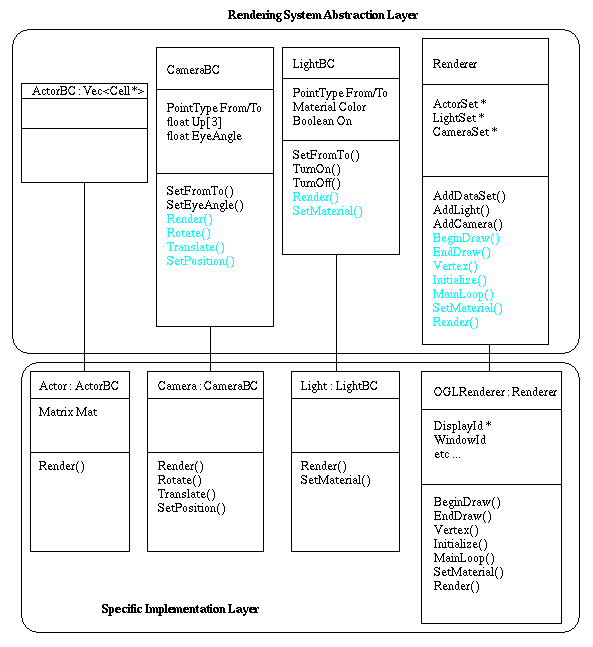 Rendering System Abstraction Layer
ActorBC : Vec<Cell *>
CameraBC
PointType From/To
float Up[3]
float EyeAngle
SetFromTo()
SetEyeAngle()
Render()
Rotate()
Translate()
SetPosition()
LightBC
PointType From/To
Material Color
Boolean On
SetFromTo()
TurnOn()
TurnOff()
Render()
SetMaterial()
Renderer
ActorSet *
LightSet *
CameraSet *
AddDataSet()
AddLight()
AddCamera()
BeginDraw()
EndDraw()
Vertex()
Initialize()
MainLoop()
SetMaterial()
Render()
Actor : ActorBC
Matrix Mat
Render()
Camera : CameraBC
Render()
Rotate()
Translate()
SetPosition()
Light : LightBC
Render()
SetMaterial()
OGLRenderer : Renderer
DisplayId *
WindowId
etc ...
BeginDraw()
EndDraw()
Vertex()
Initialize()
MainLoop()
SetMaterial()
Render()
Specific Implementation Layer